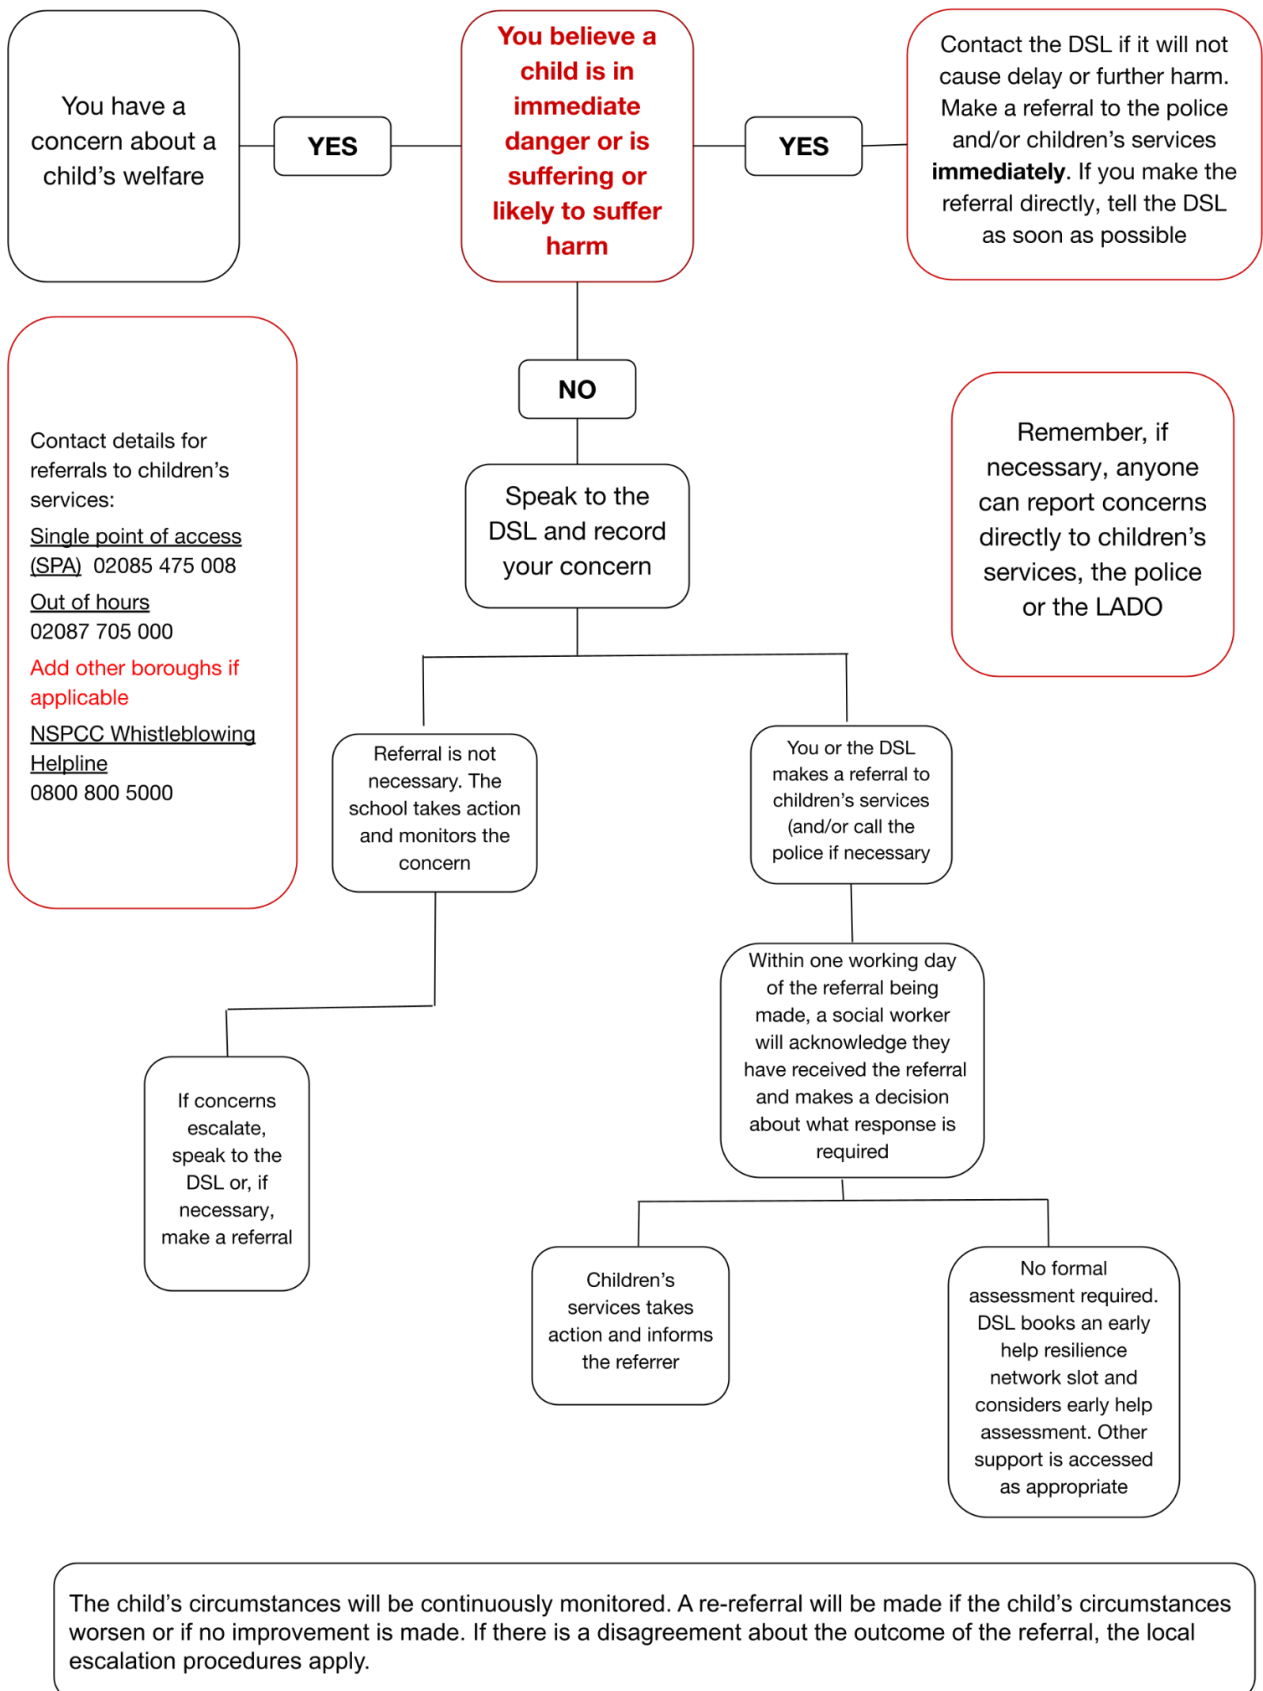 You have a
concern about a
child’s welfare
YES
You believe a
child is in
immediate
danger or is
suffering or
likely to suffer
harm
YES
Contact the DSL if it will not
cause delay or further harm.
Make a referral to the police
and/or children’s services
immediately. If you make the
referral directly, tell the DSL
as soon as possible
NO
Contact details for
referrals to children’s
services:
Single point of access
(SPA)  02085 475 008
Out of hours
02087 705 000
Add other boroughs if
applicable
NSPCC Whistleblowing
Helpline
0800 800 5000
Speak to the
DSL and record
your concern
Remember, if
necessary, anyone
can report concerns
directly to children’s
services, the police
or the LADO
Referral is not
necessary. The
school takes action
and monitors the
concern
You or the DSL
makes a referral to
children’s services
(and/or call the
police if necessary
Within one working day
of the referral being
made, a social worker
will acknowledge they
have received the referral
and makes a decision
about what response is
required
If concerns
escalate,
speak to the
DSL or, if
necessary,
make a referral
Children’s
services takes
action and informs
the referrer
No formal
assessment required.
DSL books an early
help resilience
network slot and
considers early help
assessment. Other
support is accessed
as appropriate
The child’s circumstances will be continuously monitored. A re-referral will be made if the child’s circumstances
worsen or if no improvement is made. If there is a disagreement about the outcome of the referral, the local
escalation procedures apply.